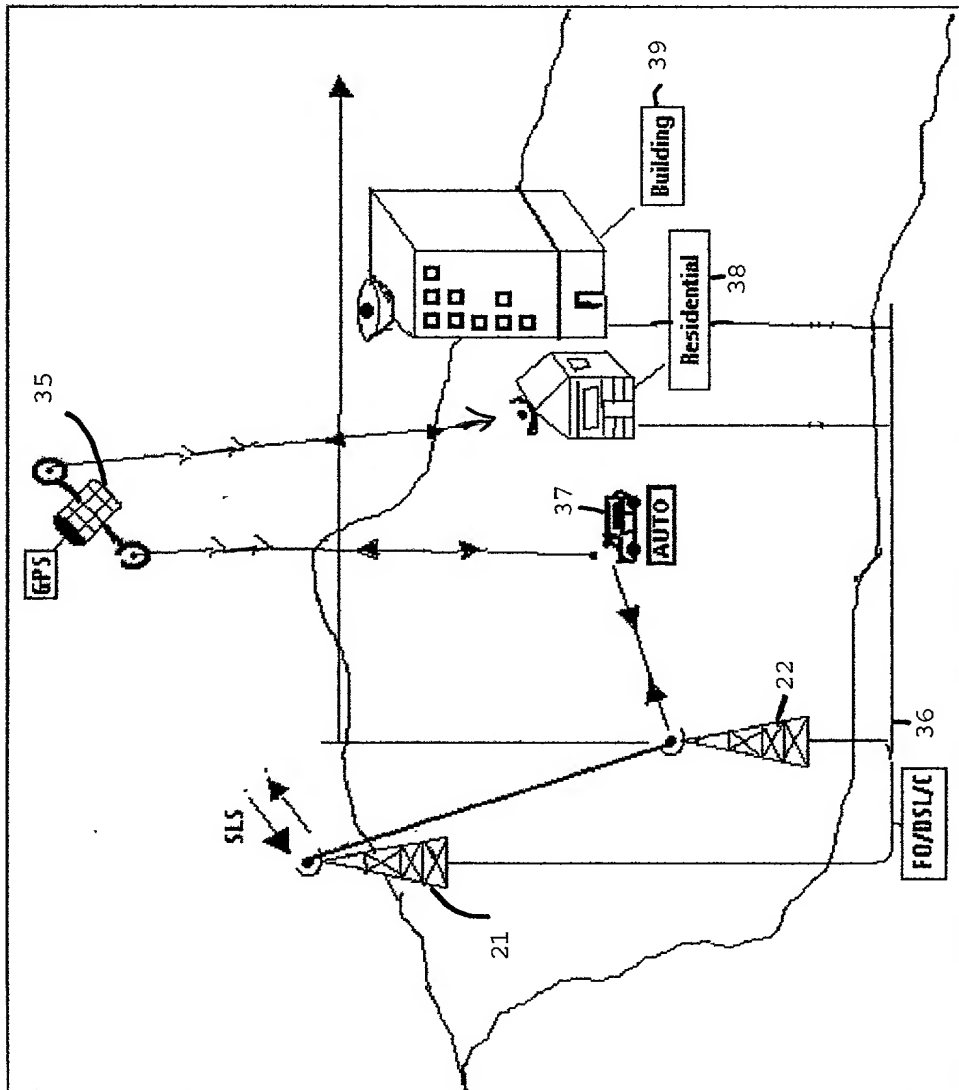 GPS
35
SLS
21
22
37
AUTO
Residential
38
Building
39
36
FO/DSL/C